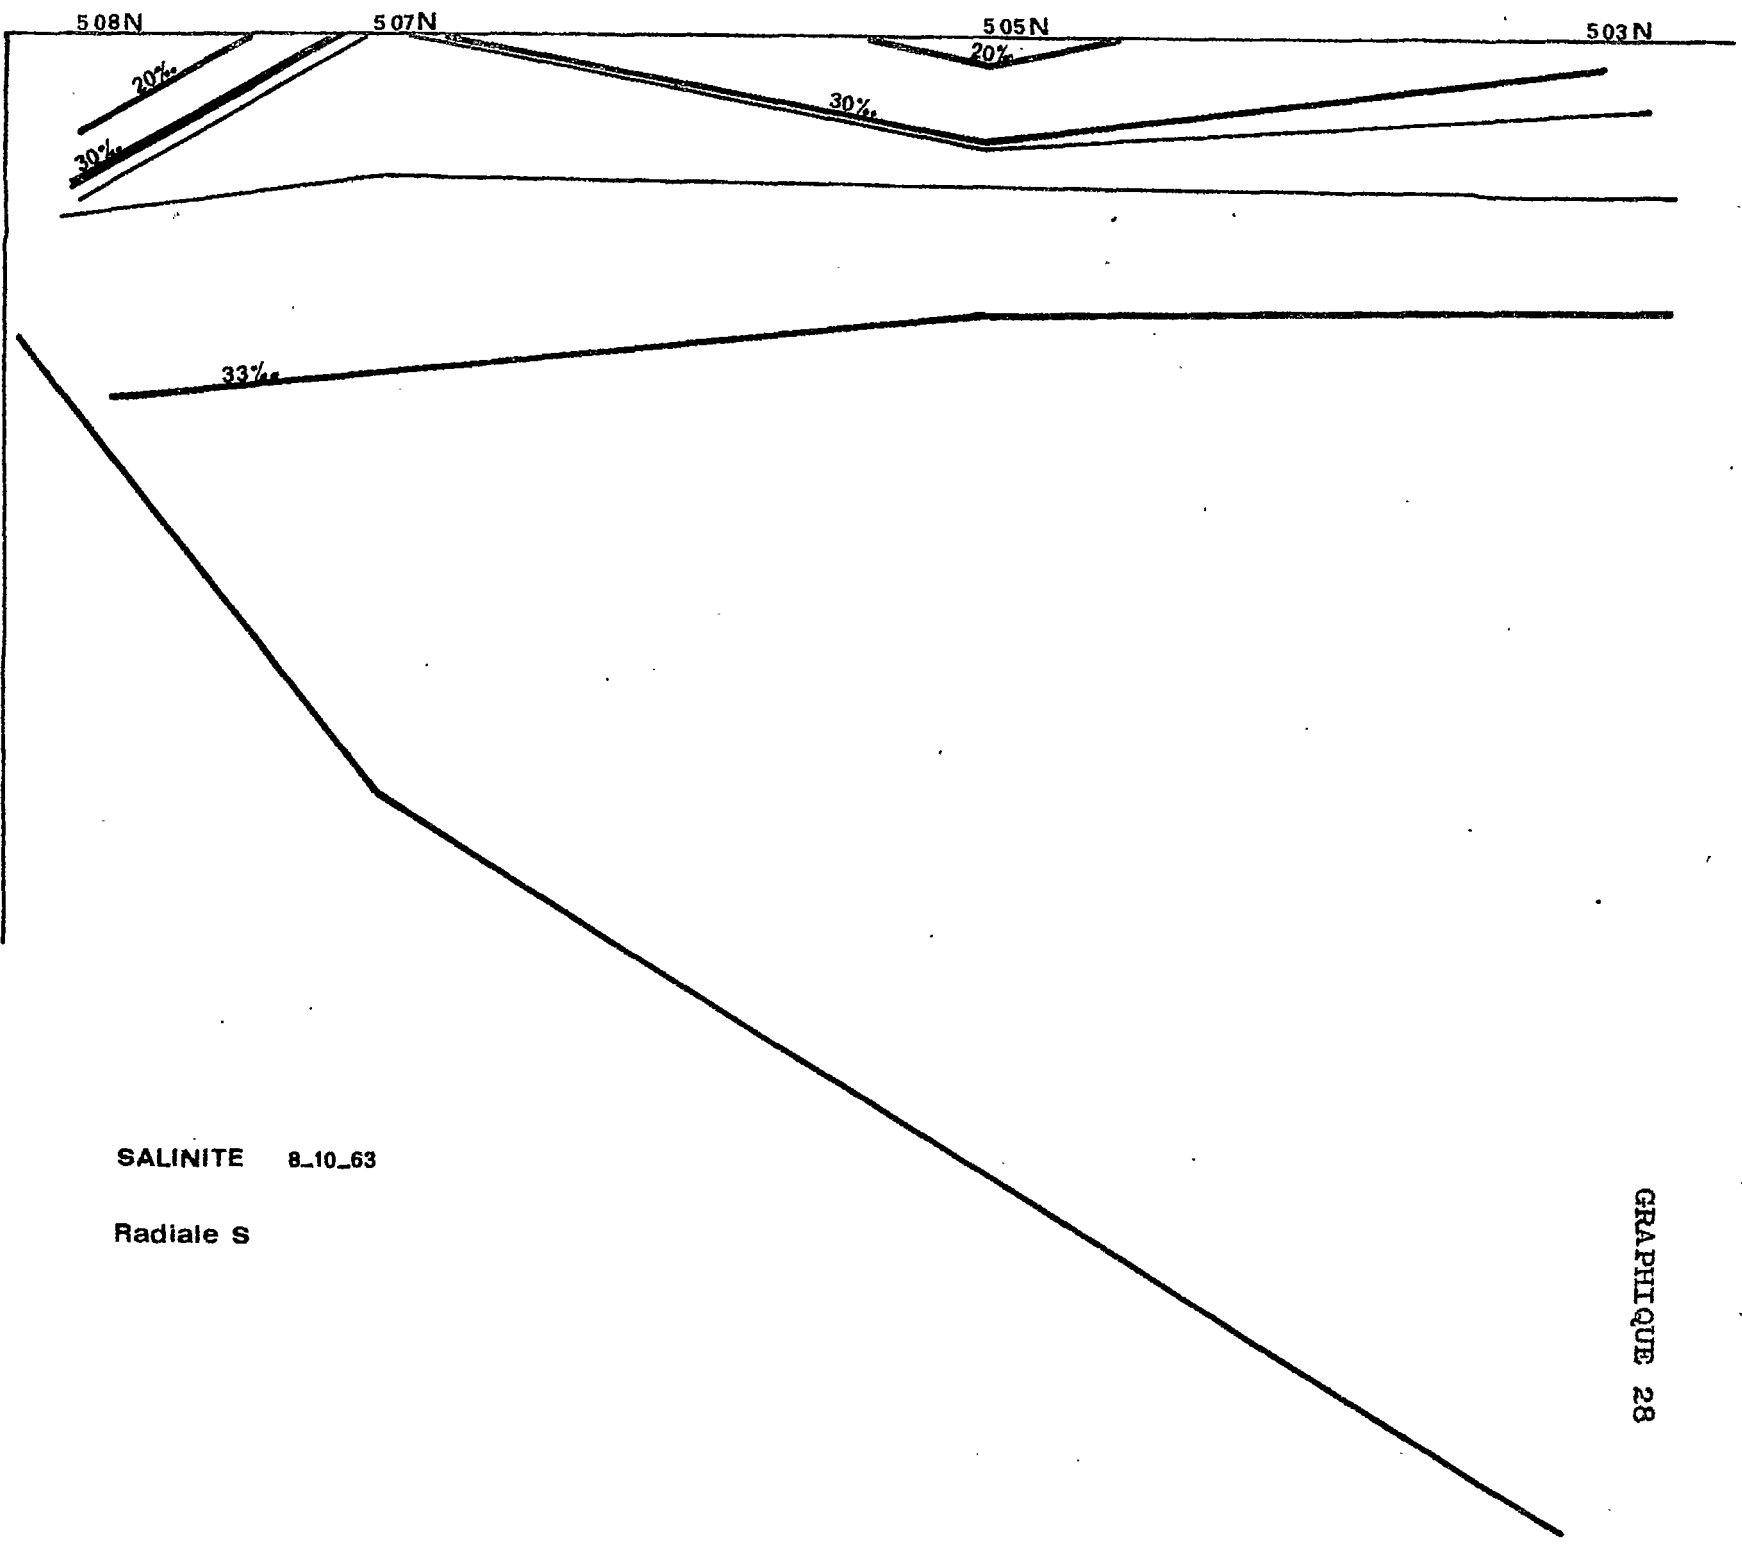 508N 507N 505N 503N
20‰
20‰
30‰
30‰
33‰
SALINITE 8_10_63
Radiale S
GRAPHIQUE 28